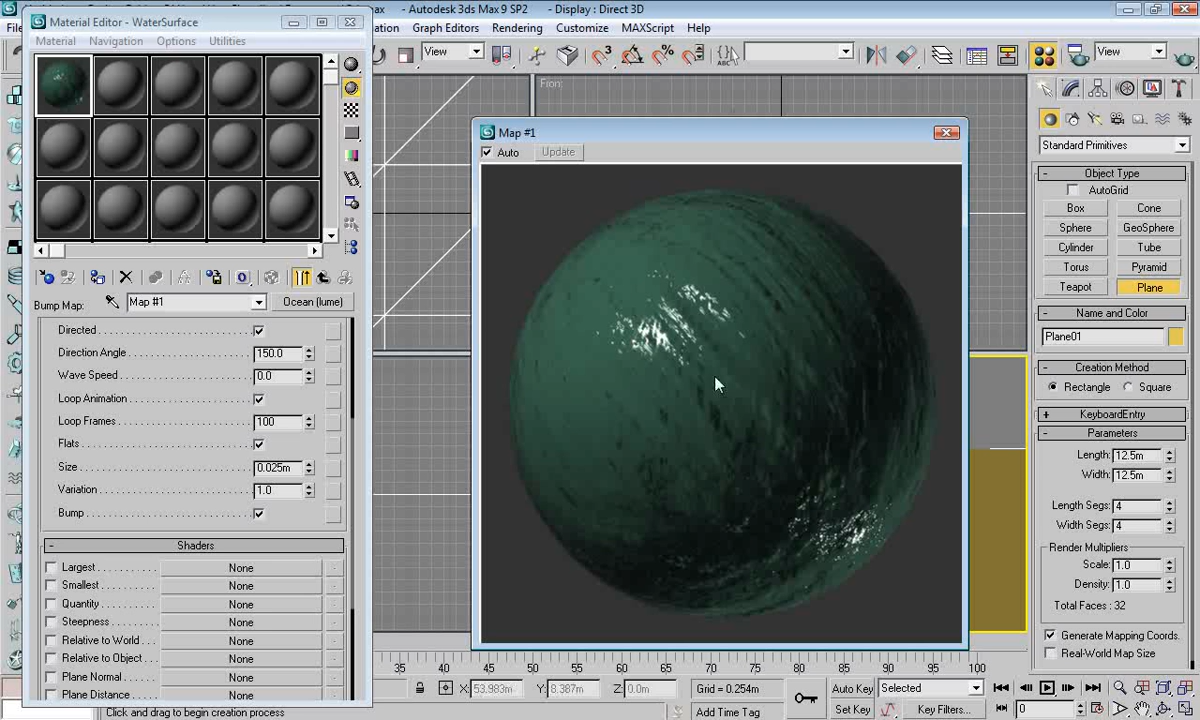 Material Editor - WaterSurface
.max - Autodesk 3ds Max 9 SP2 - Display : Direct 3D
Material Navigation Options Utilities
ation Graph Editors Rendering Customize MAXScript Help
View
View
Front
Map #1
Auto Update
Standard Primitives
- Object Type
AutoGrid
Box Cone
Sphere GeoSphere
Cylinder Tube
Torus Pyramid
Teapot Plane
- Name and Color
Plane01
- Creation Method
Rectangle Square
+ KeyboardEntry
- Parameters
Length: 12.5m
Width: 12.5m
Length Segs: 4
Width Segs: 4
Render Multipliers
Scale: 1.0
Density: 1.0
Total Faces : 32
Generate Mapping Coords.
Real-World Map Size
Bump Map: Map #1 Ocean (lume)
Directed
Direction Angle 150.0
Wave Speed 0.0
Loop Animation
Loop Frames 100
Flats
Size 0.025m
Variation 1.0
Bump
- Shaders
Largest None
Smallest None
Quantity None
Steepness None
Relative to World None
Relative to Object None
Plane Normal None
Plane Distance None
35 40 45 50 55 60 65 70 75 80 85 90 95 100
X: 53.983m Y: 8.387m Z: 0.0m Grid = 0.254m Auto Key Selected
Click and drag to begin creation process Add Time Tag Set Key Key Filters... 0